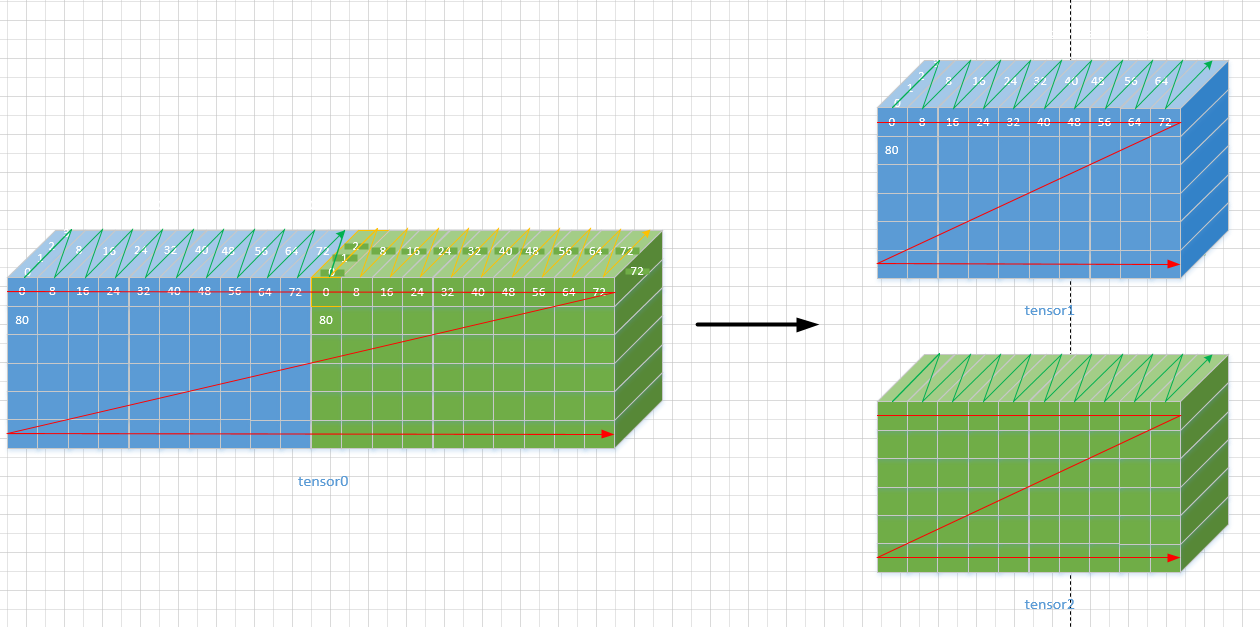 2
8 16 24 32 40 48 56 64
1
0
0 8 16 24 32 40 48 56 64 72
80
tensor1
2 2
8 16 24 32 40 48 56 64 72 8 16 24 32 40 48 56 64 72
1 1
0 0 72
0 8 16 24 32 40 48 56 64 72 0 8 16 24 32 40 48 56 64 72
80 80
tensor0
tensor2